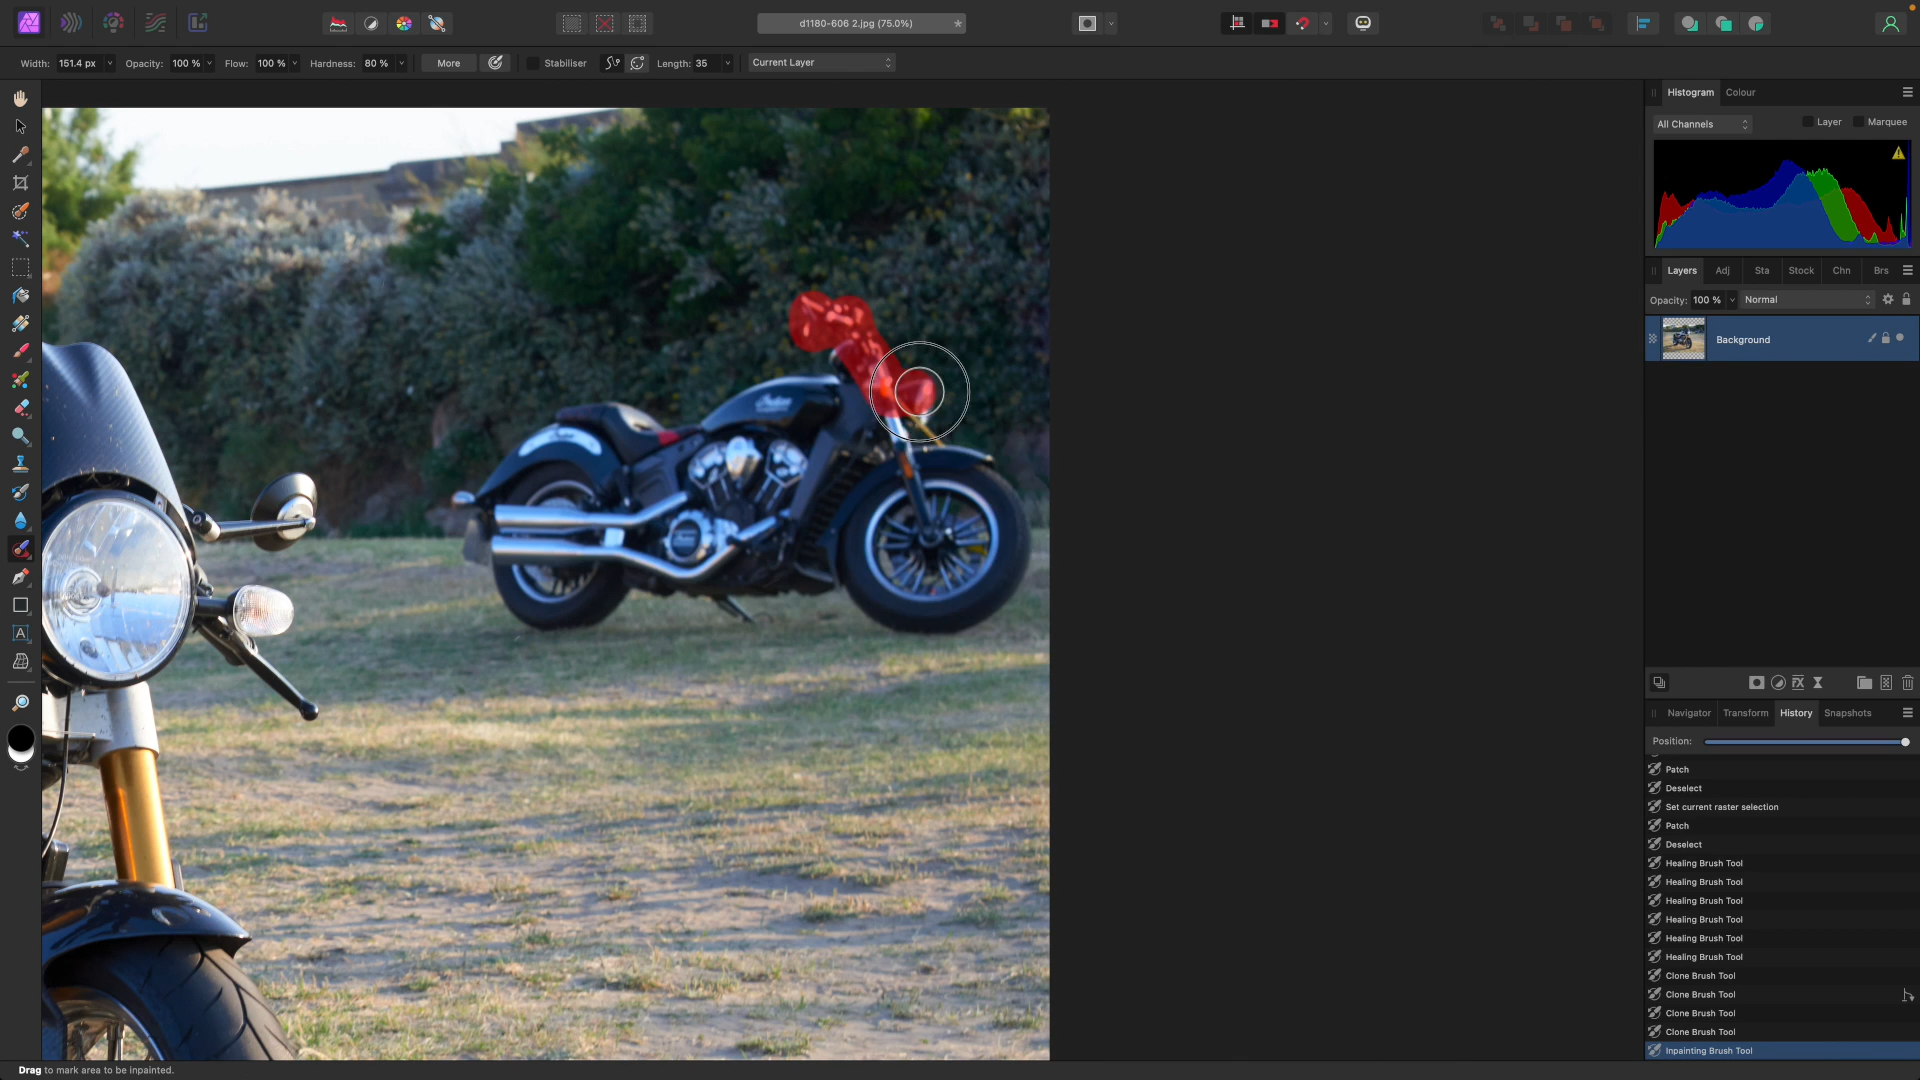 d1180-606 2.jpg (75.0%)
*
Width: 151.4 px
Opacity: 100 %
Flow: 100 %
Hardness: 80 %
More
Stabiliser
Length: 35
Current Layer
Histogram
Colour
All Channels
Layer
Marquee
Layers
Adj
Sta
Stock
Chn
Brs
Opacity: 100 %
Normal
Background
FX
A
Navigator
Transform
History
Snapshots
Position:
Patch
Deselect
Set current raster selection
Patch
Deselect
Healing Brush Tool
Healing Brush Tool
Healing Brush Tool
Healing Brush Tool
Healing Brush Tool
Healing Brush Tool
Clone Brush Tool
Clone Brush Tool
Clone Brush Tool
Clone Brush Tool
Inpainting Brush Tool
Indian
Drag to mark area to be inpainted.